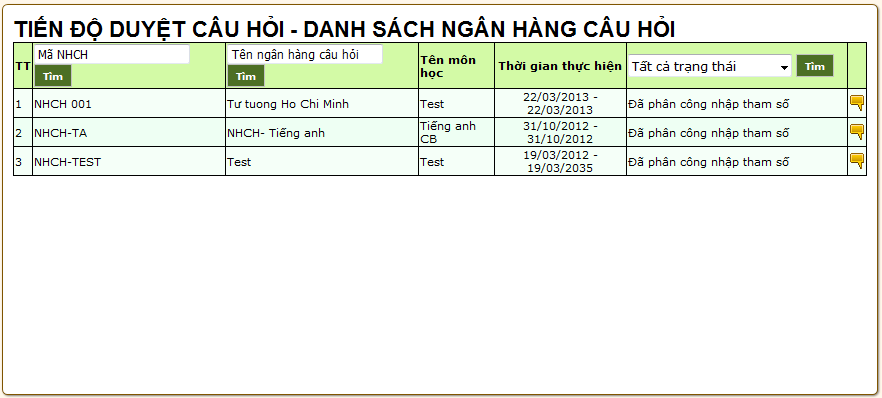 TIẾN ĐỘ DUYỆT CÂU HỎI - DANH SÁCH NGÂN HÀNG CÂU HỎI
TT Mã NHCH Tìm Tên ngân hàng câu hỏi Tìm Tên môn học Thời gian thực hiện Tất cả trạng thái Tìm
1 NHCH 001 Tư tuong Ho Chi Minh Test 22/03/2013 - 22/03/2013 Đã phân công nhập tham số
2 NHCH-TA NHCH- Tiếng anh Tiếng anh CB 31/10/2012 - 31/10/2012 Đã phân công nhập tham số
3 NHCH-TEST Test Test 19/03/2012 - 19/03/2035 Đã phân công nhập tham số